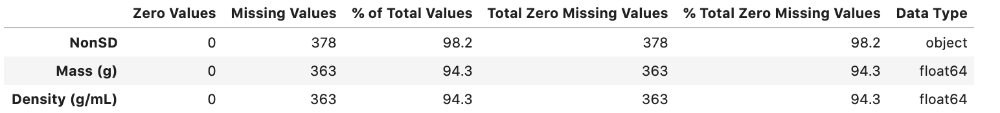 Zero Values Missing Values % of Total Values Total Zero Missing Values % Total Zero Missing Values Data Type
NonSD 0 378 98.2 378 98.2 object
Mass (g) 0 363 94.3 363 94.3 float64
Density (g/mL) 0 363 94.3 363 94.3 float64